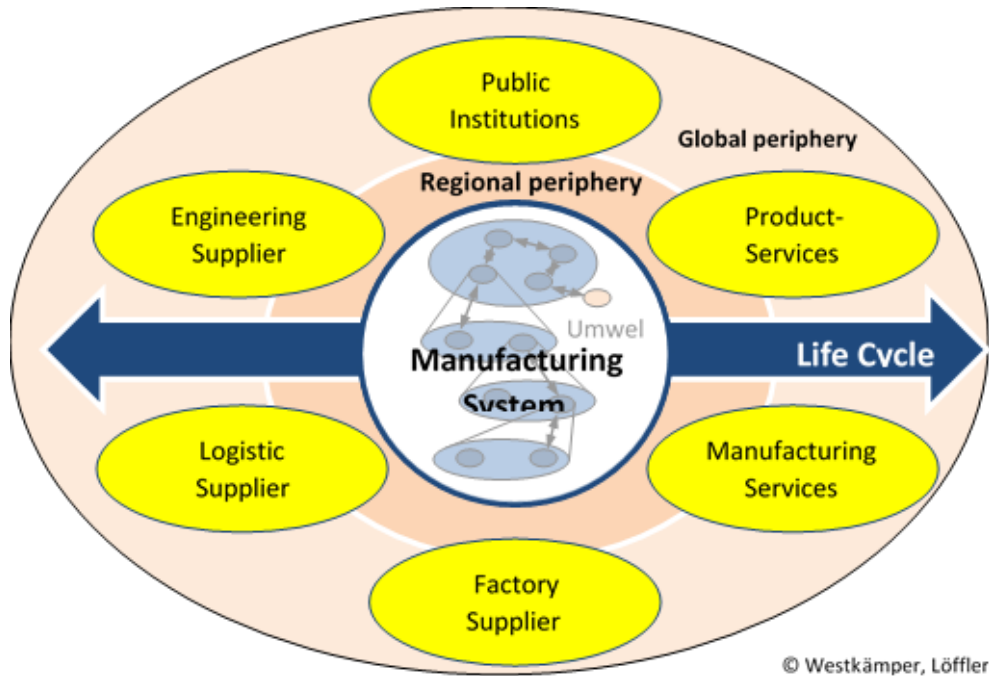 Public
Institutions
Global periphery
Regional periphery
Engineering
Supplier
Product-
Services
Umwel
Life Cycle
Manufacturing
System
Logistic
Supplier
Manufacturing
Services
Factory
Supplier
© Westkämper, Löffler